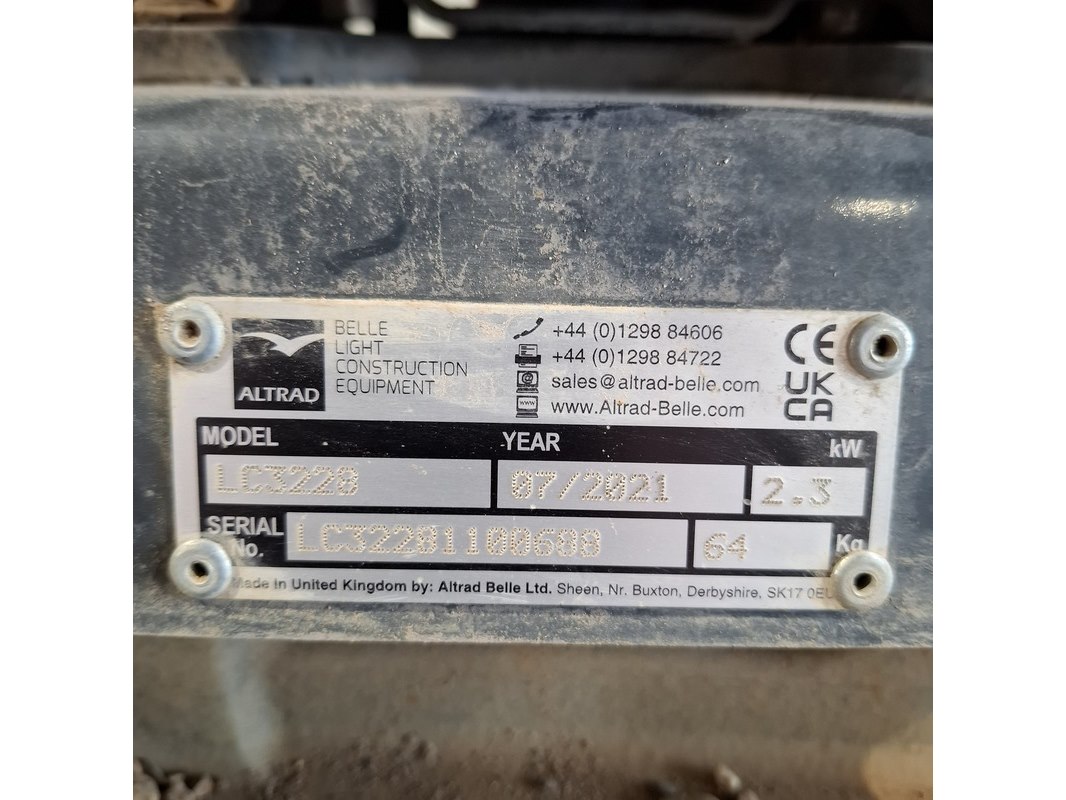 ALTRAD
BELLE
LIGHT
CONSTRUCTION
EQUIPMENT
+44 (0)1298 84606
+44 (0)1298 84722
sales@altrad-belle.com
www
www.Altrad-Belle.com
CE
UK
CA
MODEL YEAR kW
LC3228 07/2021 2.3
SERIAL No. LC32281100688 64 Kg
Made in United Kingdom by: Altrad Belle Ltd. Sheen, Nr. Buxton, Derbyshire, SK17 0EU